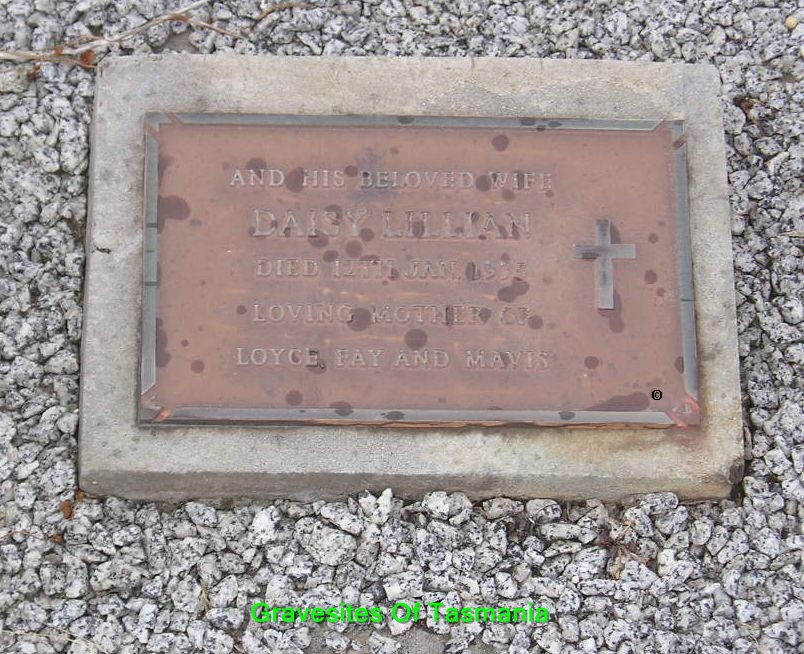 AND HIS BELOVED WIFE
DAISY LILLIAN
DIED 12TH JAN.
LOVING MOTHER OF
LOYCE, FAY AND MAVIS
©
Gravesites Of Tasmania